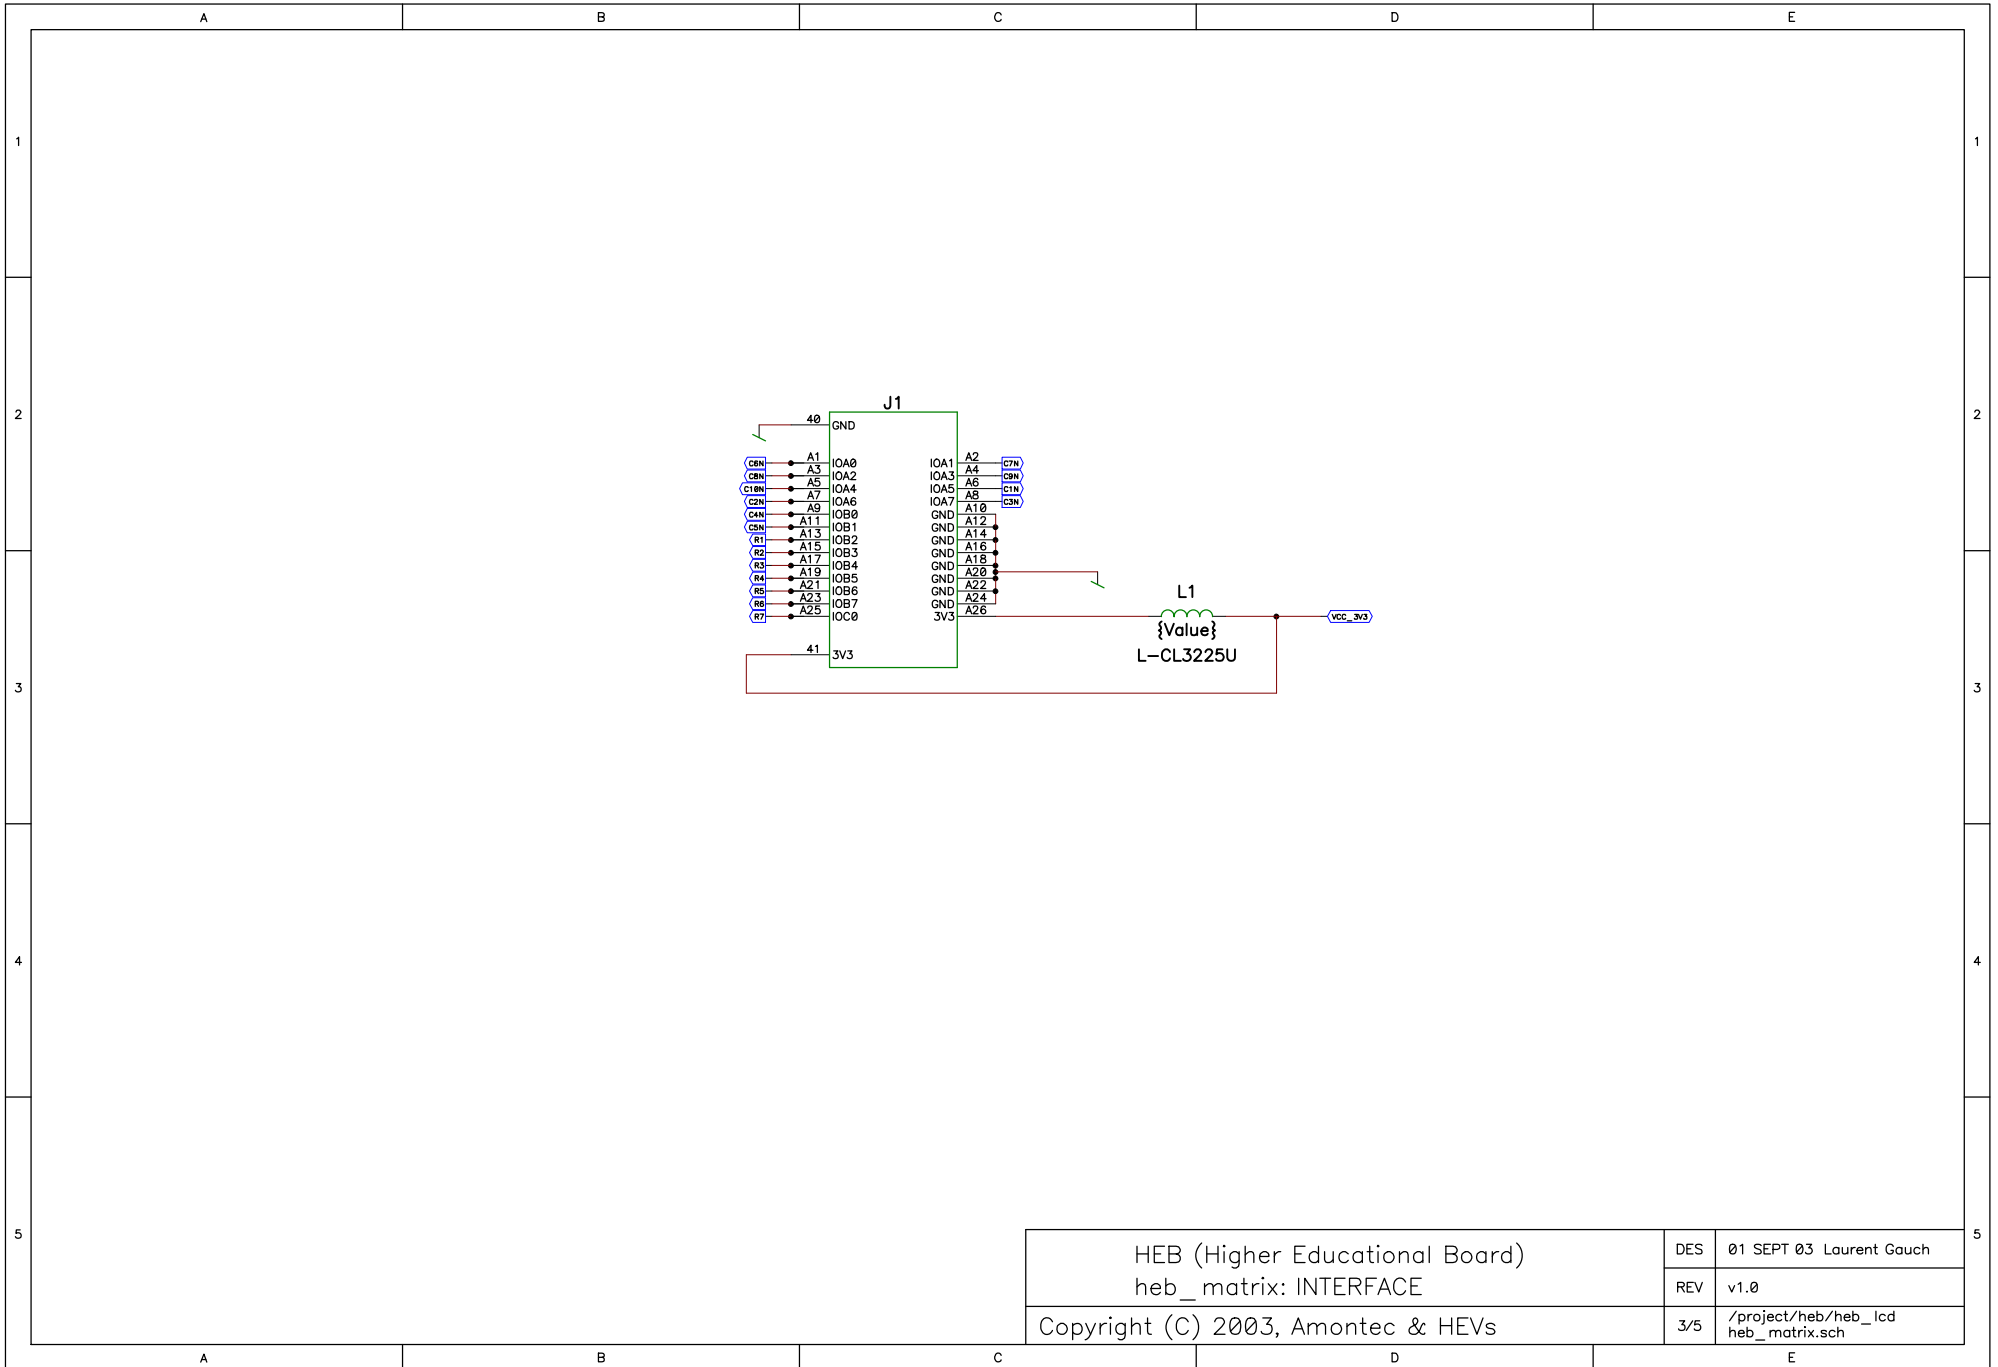 A B C D E
1 1
2 2
J1
40 GND
C6N A1 IOA0 IOA1 A2 C7N
C8N A3 IOA2 IOA3 A4 C9N
C10N A5 IOA4 IOA5 A6 C1N
C2N A7 IOA6 IOA7 A8 C3N
C4N A9 IOB0 GND A10
C5N A11 IOB1 GND A12
R1 A13 IOB2 GND A14
R2 A15 IOB3 GND A16
R3 A17 IOB4 GND A18
R4 A19 IOB5 GND A20
R5 A21 IOB6 GND A22
R6 A23 IOB7 GND A24
R7 A25 IOC0 3V3 A26
L1
VCC_3V3
{Value}
L-CL3225U
41 3V3
3 3
4 4
5 5
HEB (Higher Educational Board)
heb_matrix: INTERFACE
DES 01 SEPT 03 Laurent Gauch
REV v1.0
Copyright (C) 2003, Amontec & HEVs
3/5 /project/heb/heb_lcd
heb_matrix.sch
A B C D E